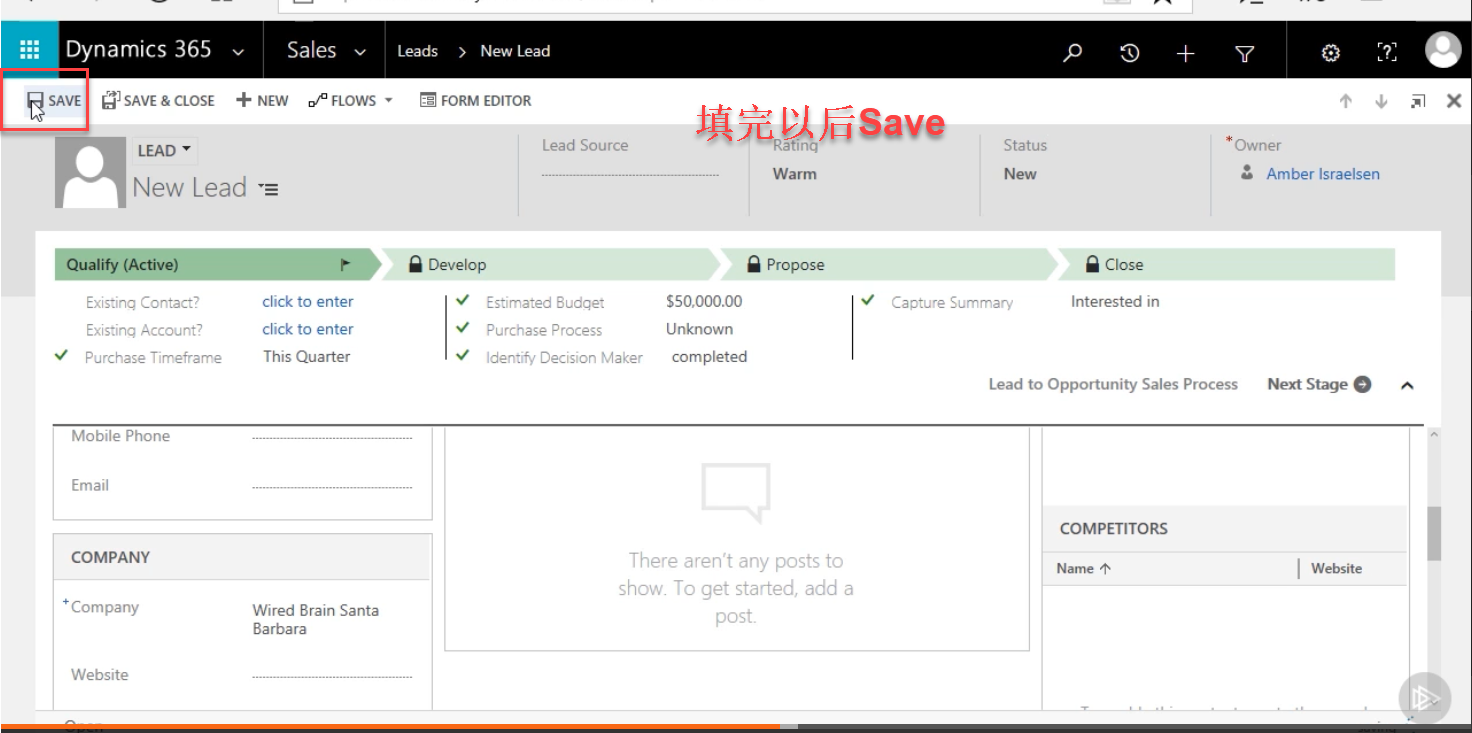 Dynamics 365 Sales Leads > New Lead
SAVE SAVE & CLOSE + NEW FLOWS FORM EDITOR
填完以后Save
LEAD
New Lead
Lead Source
Rating
Warm
Status
New
*Owner
Amber Israelsen
Qualify (Active) Develop Propose Close
Existing Contact? click to enter
Existing Account? click to enter
Purchase Timeframe This Quarter
Estimated Budget $50,000.00
Purchase Process Unknown
Identify Decision Maker completed
Capture Summary Interested in
Lead to Opportunity Sales Process Next Stage
Mobile Phone
Email
COMPANY
+Company Wired Brain Santa
Barbara
Website
There aren't any posts to
show. To get started, add a
post.
COMPETITORS
Name ↑ Website
Open